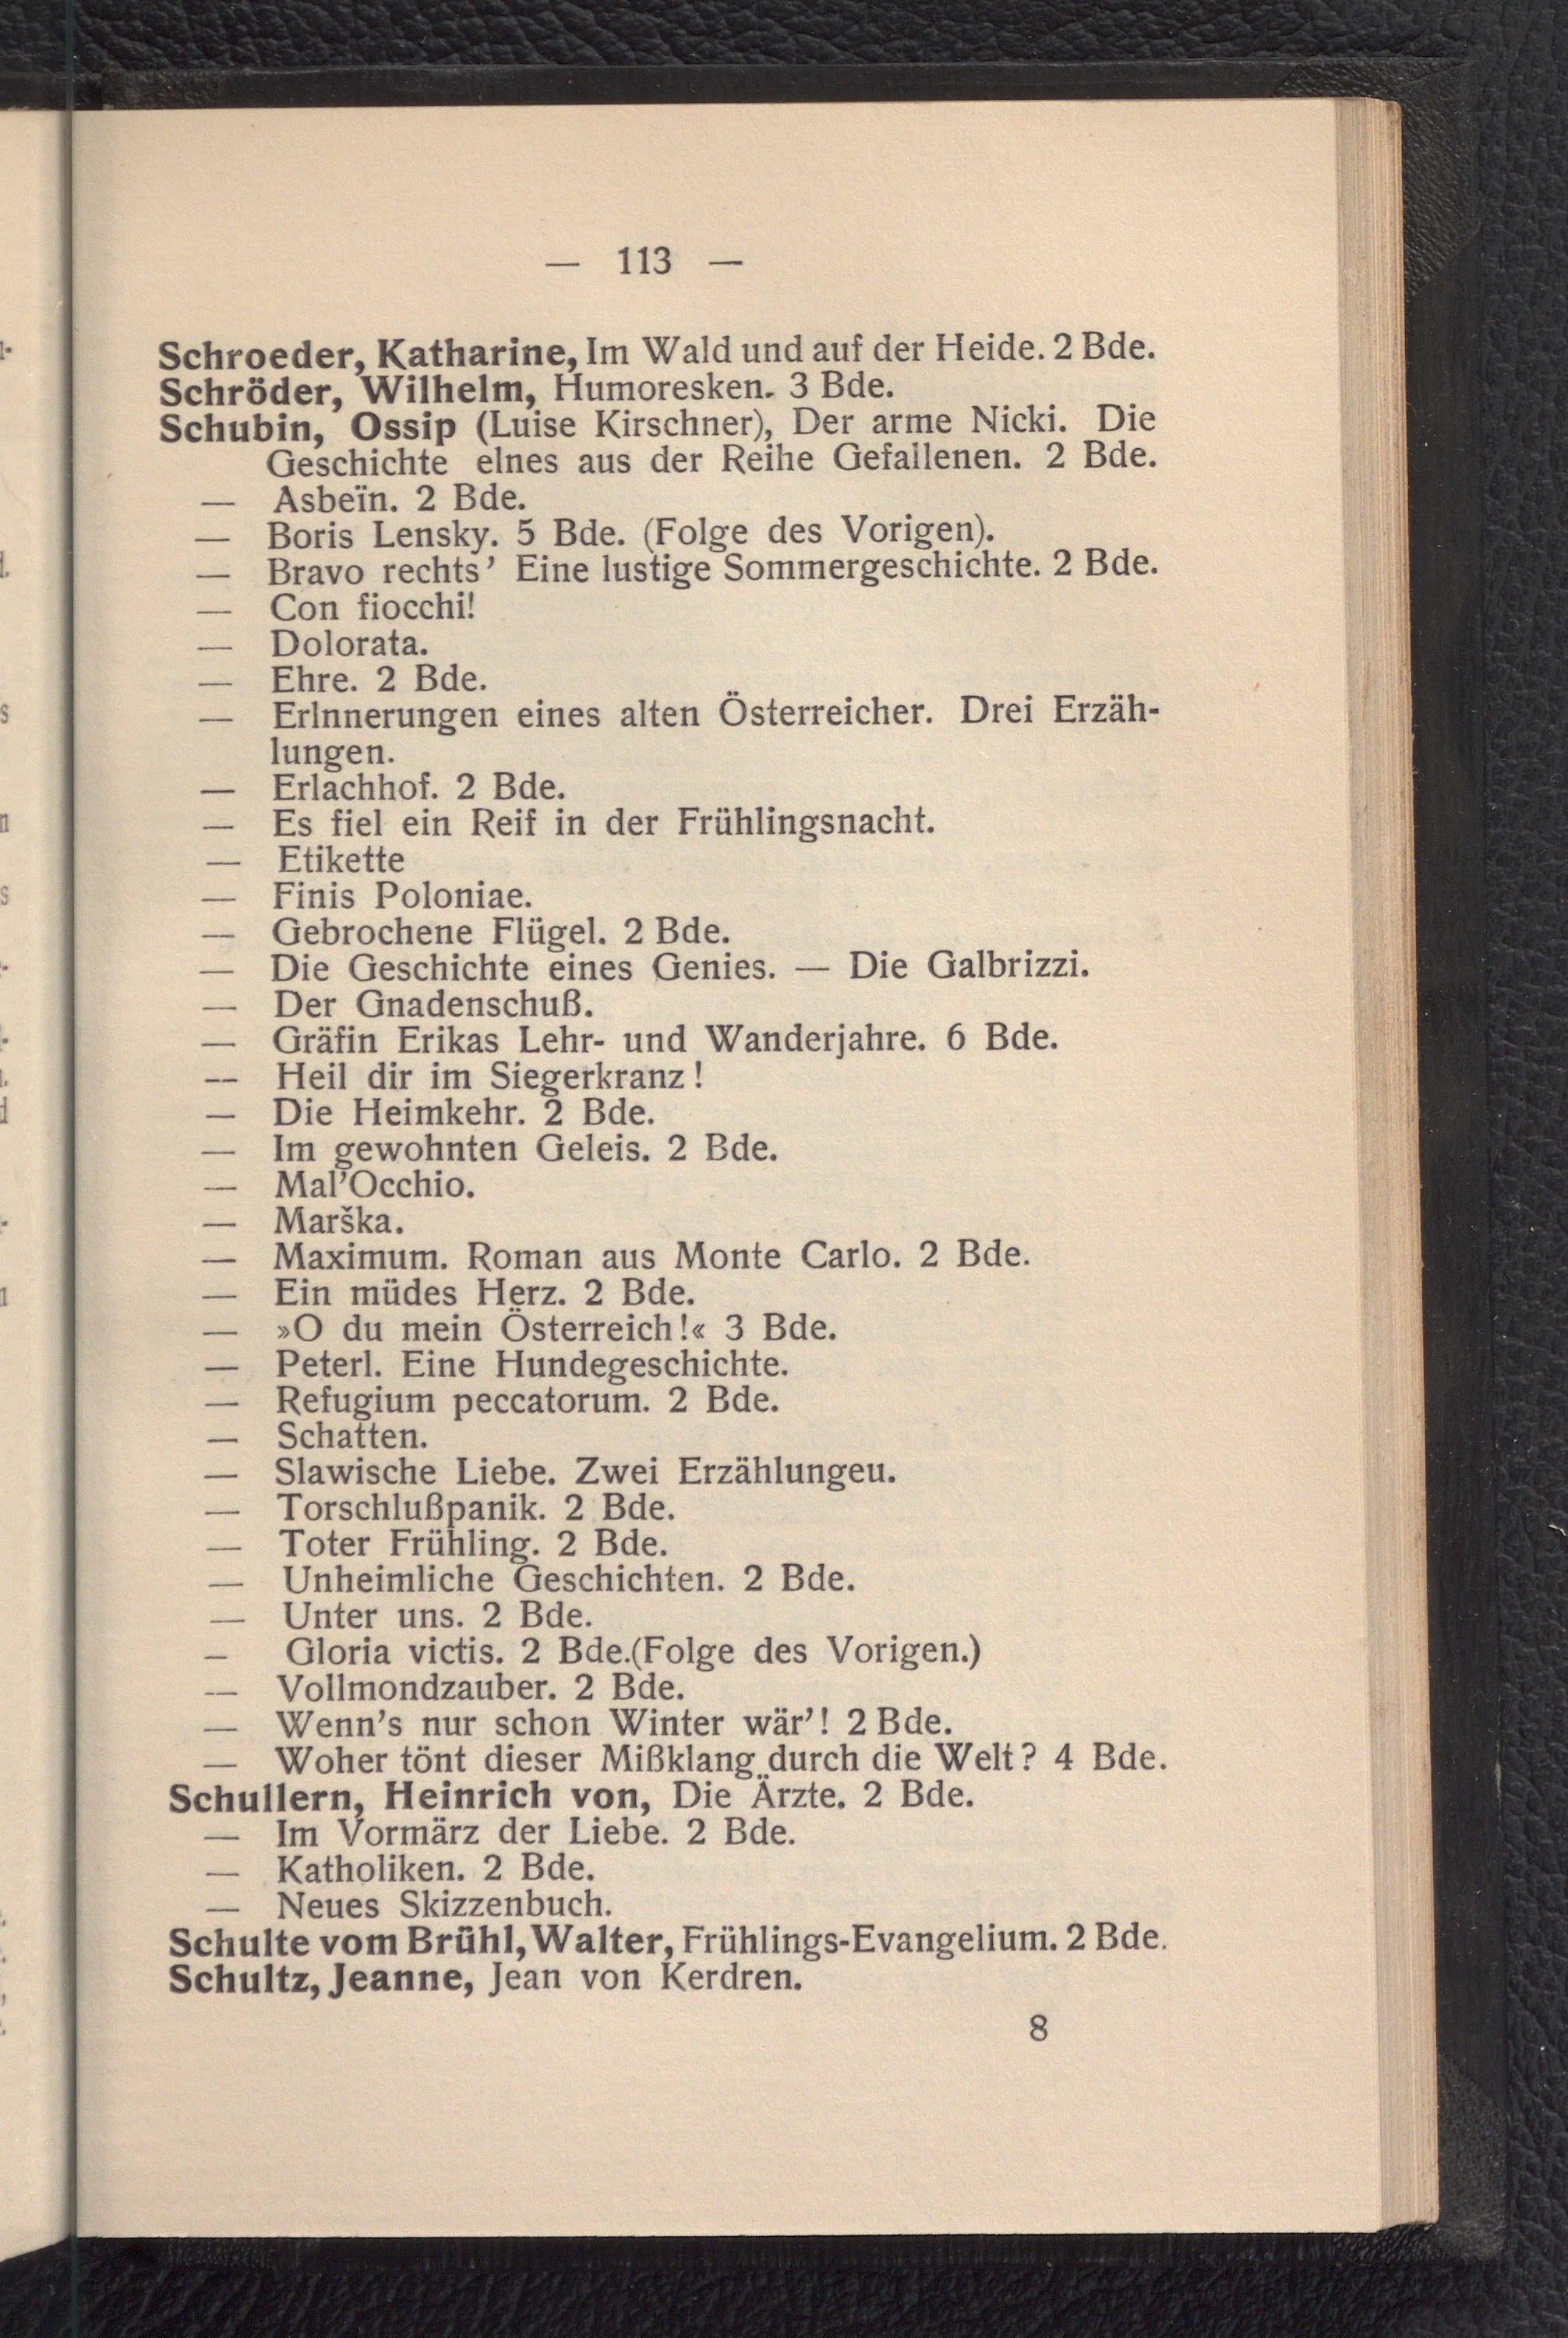 — 113 —
Schroeder, Katharine, Im Wald und auf der Heide. 2 Bde.
Schröder, Wilhelm, Humoresken. 3 Bde.
Schubin, Ossip (Luise Kirschner), Der arme Nicki. Die
Geschichte elnes aus der Reihe Gefallenen. 2 Bde.
— Asbeïn. 2 Bde.
— Boris Lensky. 5 Bde. (Folge des Vorigen).
— Bravo rechts’ Eine lustige Sommergeschichte. 2 Bde.
— Con fiocchi!
— Dolorata.
— Ehre. 2 Bde.
— Erlnnerungen eines alten Österreicher. Drei Erzäh-
lungen.
— Erlachhof. 2 Bde.
— Es fiel ein Reif in der Frühlingsnacht.
— Etikette
— Finis Poloniae.
— Gebrochene Flügel. 2 Bde.
— Die Geschichte eines Genies. — Die Galbrizzi.
— Der Gnadenschuß.
— Gräfin Erikas Lehr- und Wanderjahre. 6 Bde.
— Heil dir im Siegerkranz!
— Die Heimkehr. 2 Bde.
— Im gewohnten Geleis. 2 Bde.
— Mal’Occhio.
— Marška.
— Maximum. Roman aus Monte Carlo. 2 Bde.
— Ein müdes Herz. 2 Bde.
— »O du mein Österreich!« 3 Bde.
— Peterl. Eine Hundegeschichte.
— Refugium peccatorum. 2 Bde.
— Schatten.
— Slawische Liebe. Zwei Erzählungeu.
— Torschlußpanik. 2 Bde.
— Toter Frühling. 2 Bde.
— Unheimliche Geschichten. 2 Bde.
— Unter uns. 2 Bde.
– Gloria victis. 2 Bde.(Folge des Vorigen.)
— Vollmondzauber. 2 Bde.
— Wenn’s nur schon Winter wär’! 2 Bde.
— Woher tönt dieser Mißklang durch die Welt? 4 Bde.
Schullern, Heinrich von, Die Ärzte. 2 Bde.
— Im Vormärz der Liebe. 2 Bde.
— Katholiken. 2 Bde.
— Neues Skizzenbuch.
Schulte vom Brühl, Walter, Frühlings-Evangelium. 2 Bde.
Schultz, Jeanne, Jean von Kerdren.
8